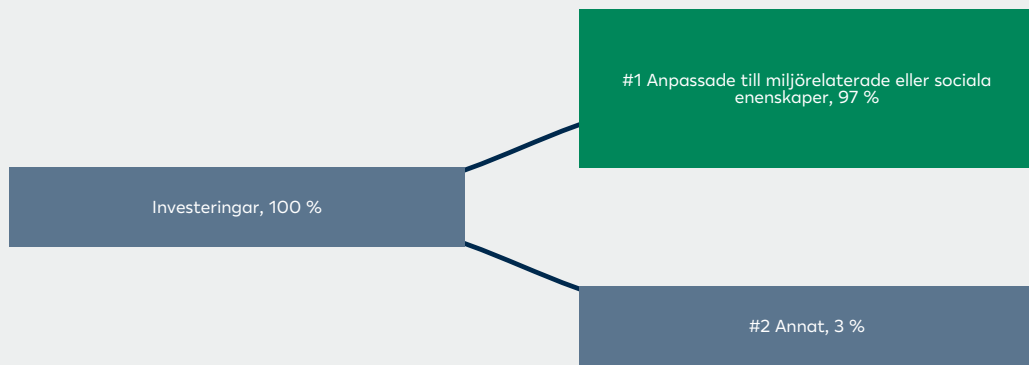 #1 Anpassade till miljörelaterade eller sociala
enenskaper, 97 %
Investeringar, 100 %
#2 Annat, 3 %